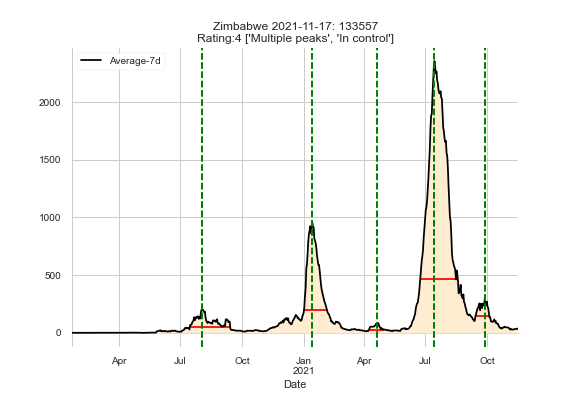 Zimbabwe 2021-11-17: 133557
Rating:4 ['Multiple peaks', 'In control']
Average-7d
2000
1500
1000
500
0
Apr Jul Oct Jan Apr Jul Oct
2021
Date